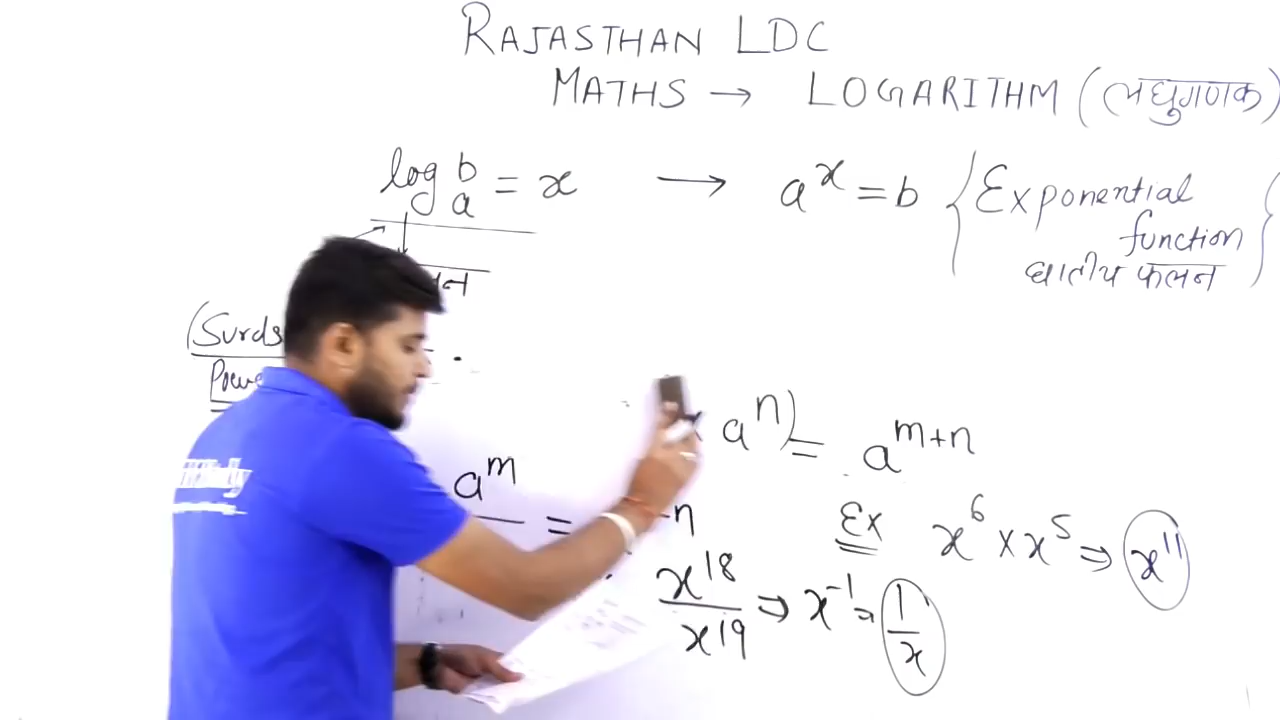 RAJASTHAN LDC
MATHS → LOGARITHM (लघुगणक)
log b a = x → a^x = b { Exponential function
घातीय फलन }
(Surds
a^n) = a^m+n
a^m = -n
Ex x^6 × x^5 ⇒ x^11
x^18 / x^19 ⇒ x^-1 ⇒ 1/x